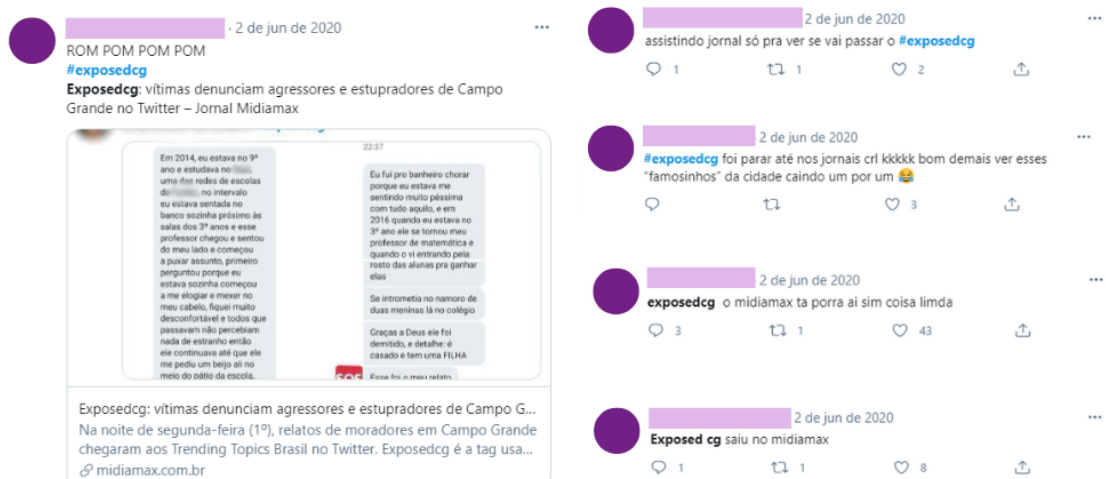 · 2 de jun de 2020
ROM POM POM POM
#exposedcg
Exposedcg: vítimas denunciam agressores e estupradores de Campo
Grande no Twitter – Jornal Midiamax
Em 2014, eu estava no 9º
ano e estudava no
uma das redes de escolas
da no intervalo
eu estava sentada no
banco sozinha próximo às
salas dos 3º anos e esse
professor chegou e sentou
do meu lado e começou
a puxar assunto, primeiro
perguntou porque eu
estava sozinha começou
a me elogiar e mexer no
meu cabelo, fiquei muito
desconfortável e todos que
passavam não percebiam
nada de estranho então
ele continuava até que ele
me pediu um beijo ali no
meio do pátio da escola,
22:37
Eu fui pro banheiro chorar
porque eu estava me
sentindo muito péssima
com tudo aquilo, e em
2016 quando eu estava no
3º ano ele se tornou meu
professor de matemática e
quando o vi entrando pela
rosto das alunas pra ganhar
elas
Se intrometia no namoro de
duas meninas lá no colégio
Graças a Deus ele foi
demitido, e detalhe: é
casado e tem uma FILHA
Esse foi o meu relato
Exposedcg: vítimas denunciam agressores e estupradores de Campo G...
Na noite de segunda-feira (1º), relatos de moradores em Campo Grande
chegaram aos Trending Topics Brasil no Twitter. Exposedcg é a tag usa...
midiamax.com.br
2 de jun de 2020
assistindo jornal só pra ver se vai passar o #exposedcg
1 1 2
2 de jun de 2020
#exposedcg foi parar até nos jornais crl kkkkk bom demais ver esses
"famosinhos" da cidade caindo um por um 😂
3
2 de jun de 2020
exposedcg o midiamax ta porra ai sim coisa limda
3 1 43
2 de jun de 2020
Exposed cg saiu no midiamax
1 1 8